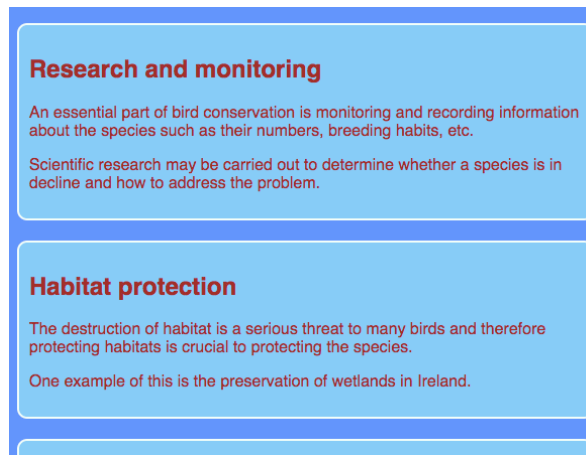 Research and monitoring
An essential part of bird conservation is monitoring and recording information
about the species such as their numbers, breeding habits, etc.
Scientific research may be carried out to determine whether a species is in
decline and how to address the problem.
Habitat protection
The destruction of habitat is a serious threat to many birds and therefore
protecting habitats is crucial to protecting the species.
One example of this is the preservation of wetlands in Ireland.